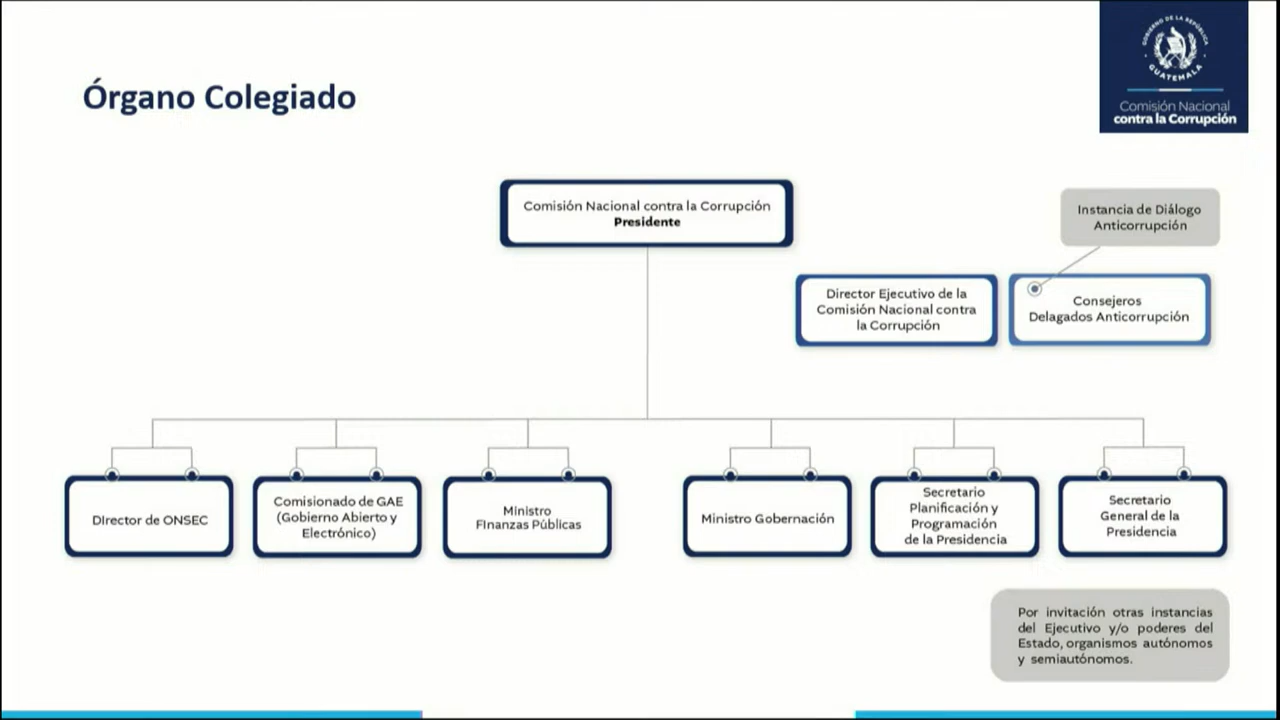 Órgano Colegiado
GOBIERNO DE LA REPÚBLICA
GUATEMALA
Comisión Nacional
contra la Corrupción
Comisión Nacional contra la Corrupción
Presidente
Instancia de Diálogo
Anticorrupción
Director Ejecutivo de la
Comisión Nacional contra
la Corrupción
Consejeros
Delagados Anticorrupción
DIrector de ONSEC
Comisionado de GAE
(Gobierno Abierto y
Electrónico)
Ministro
FInanzas Públicas
Ministro Gobernación
Secretario
Planificación y
Programación
de la Presidencia
Secretario
General de la
Presidencia
Por invitación otras instancias
del Ejecutivo y/o poderes del
Estado, organismos autónomos
y semiautónomos.